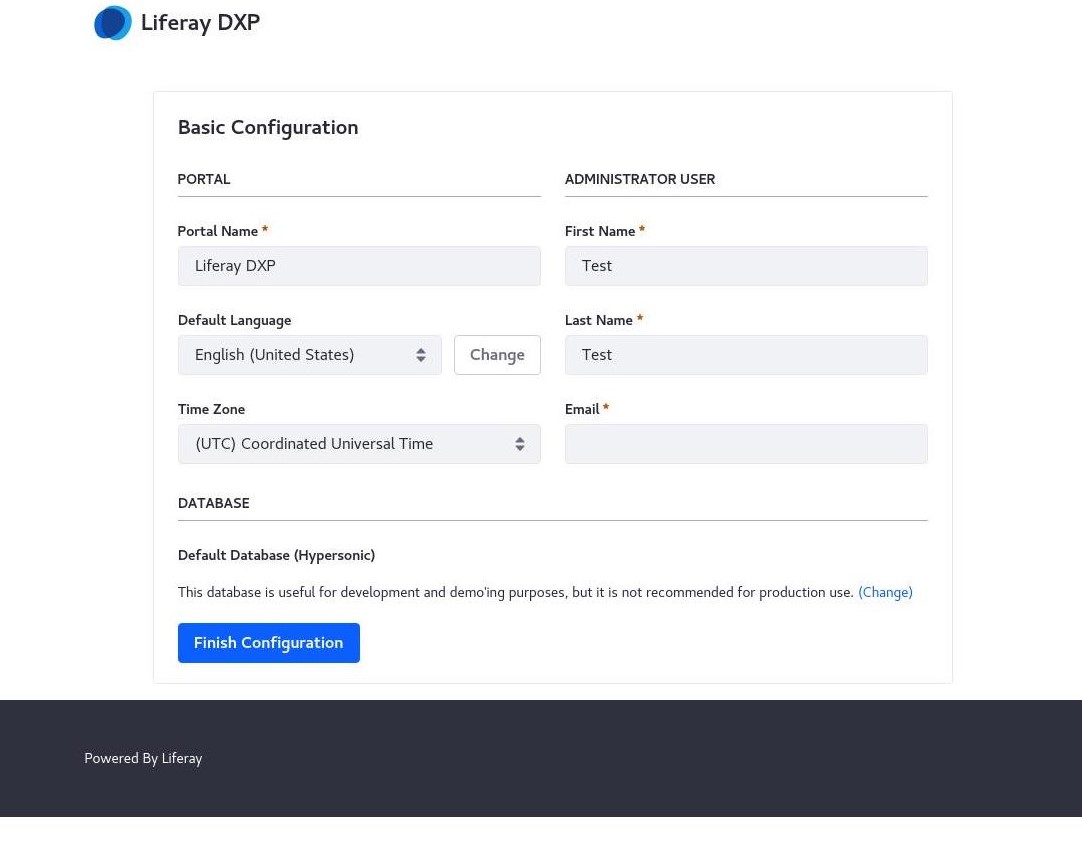 Liferay DXP
Basic Configuration
PORTAL
Portal Name *
Liferay DXP
Default Language
English (United States)
Change
Time Zone
(UTC) Coordinated Universal Time
ADMINISTRATOR USER
First Name *
Test
Last Name *
Test
Email *
DATABASE
Default Database (Hypersonic)
This database is useful for development and demo'ing purposes, but it is not recommended for production use. (Change)
Finish Configuration
Powered By Liferay